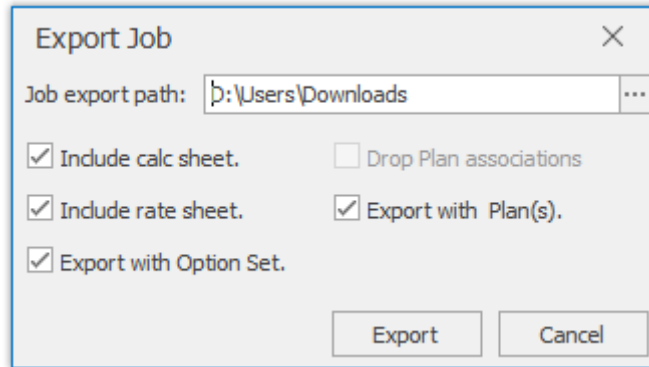 Export Job
Job export path: D:\Users\Downloads ...
Include calc sheet. Drop Plan associations
Include rate sheet. Export with Plan(s).
Export with Option Set.
Export Cancel